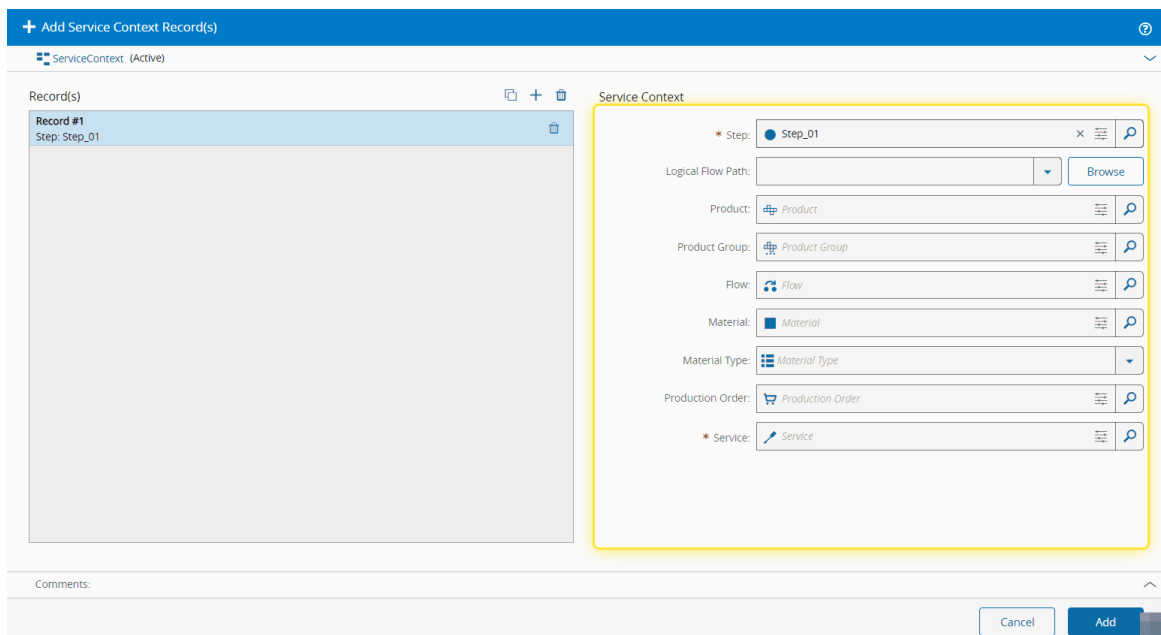 Add Service Context Record(s)
ServiceContext (Active)
Record(s)
Record #1
Step: Step_01
Service Context
* Step: Step_01
Logical Flow Path: Browse
Product: Product
Product Group: Product Group
Flow: Flow
Material: Material
Material Type: Material Type
Production Order: Production Order
* Service: Service
Comments:
Cancel Add